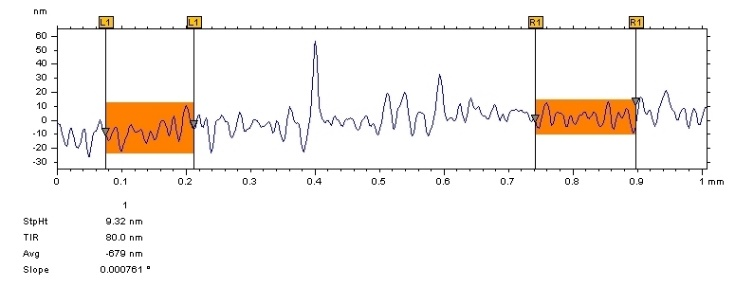 nm
L1 L1 R1 R1
60
50
40
30
20
10
0
-10
-20
-30
0 0.1 0.2 0.3 0.4 0.5 0.6 0.7 0.8 0.9 1 mm
1
StpHt 9.32 nm
TIR 80.0 nm
Avg -679 nm
Slope 0.000761 °